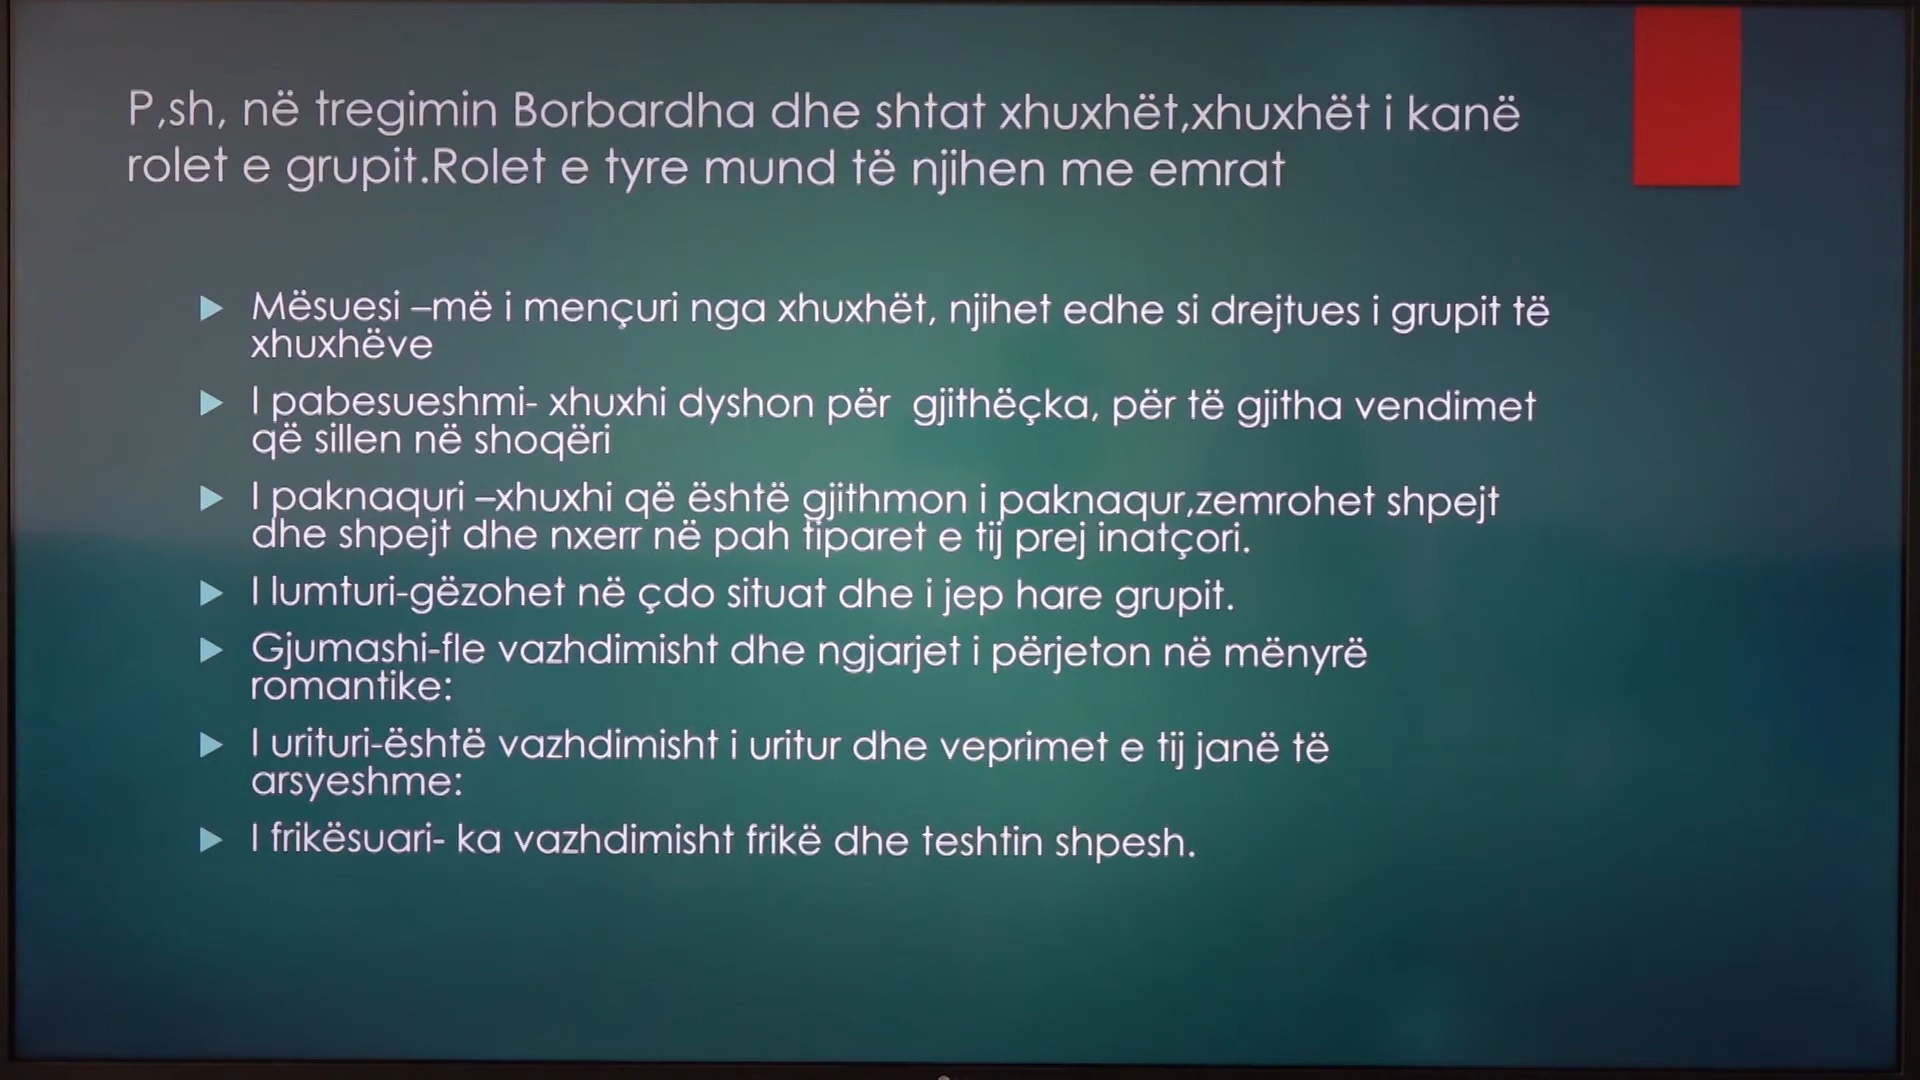 P,sh, në tregimin Borbardha dhe shtat xhuxhët,xhuxhët i kanë
rolet e grupit.Rolet e tyre mund të njihen me emrat
Mësuesi –më i mençuri nga xhuxhët, njihet edhe si drejtues i grupit të
xhuxhëve
I pabesueshmi- xhuxhi dyshon për gjithëçka, për të gjitha vendimet
që sillen në shoqëri
I paknaquri –xhuxhi që është gjithmon i paknaqur,zemrohet shpejt
dhe shpejt dhe nxerr në pah tiparet e tij prej inatçori.
I lumturi-gëzohet në çdo situat dhe i jep hare grupit.
Gjumashi-fle vazhdimisht dhe ngjarjet i përjeton në mënyrë
romantike:
I urituri-është vazhdimisht i uritur dhe veprimet e tij janë të
arsyeshme:
I frikësuari- ka vazhdimisht frikë dhe teshtin shpesh.